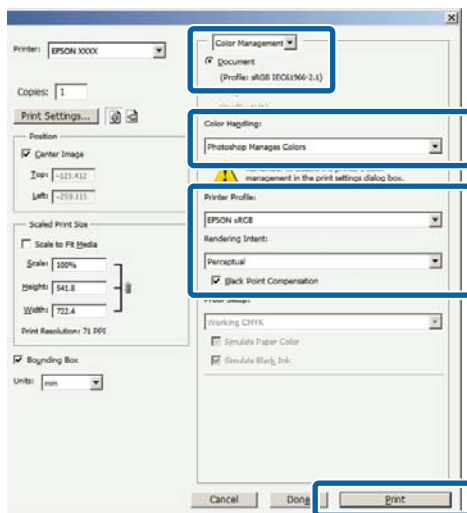 Printer: EPSON XXXX
Copies: 1
Print Settings...
Position
Center Image
Top: -125.412
Left: -259.115
Scaled Print Size
Scale to Fit Media
Scale: 100%
Height: 541.8
Width: 722.4
Print Resolution: 71 PPI
Bounding Box
Units: mm
Color Management
Document
(Profile: sRGB IEC61966-2.1)
Color Handling:
Photoshop Manages Colors
management in the print settings dialog box.
Printer Profile:
EPSON sRGB
Rendering Intent:
Perceptual
Black Point Compensation
Proof Setup:
Working CMYK
Simulate Paper Color
Simulate Black Ink
Cancel
Done
Print